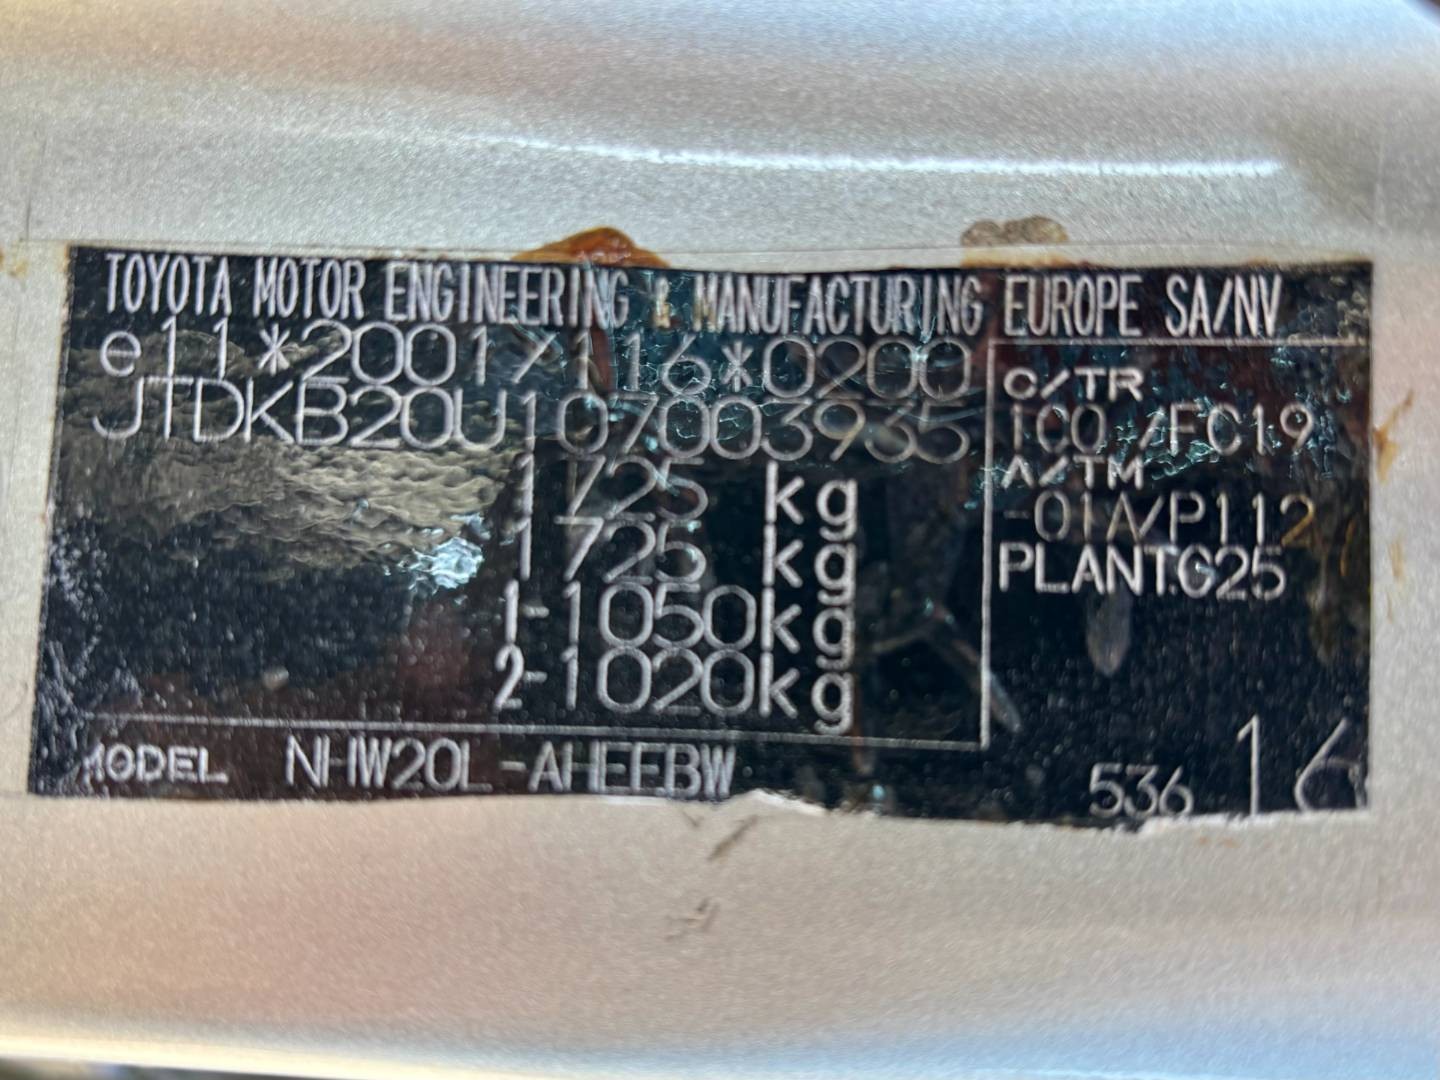 TOYOTA MOTOR ENGINEERING & MANUFACTURING EUROPE SA/NV
e11*2001/116*0200
JTDKB20U107003935
1725 kg
1725 kg
1-1050kg
2-1020kg
C/TR
1C0 /FC19
A/TM
-01A/P112
PLANT.G25
MODEL NHW20L-AHEEBW
536 16